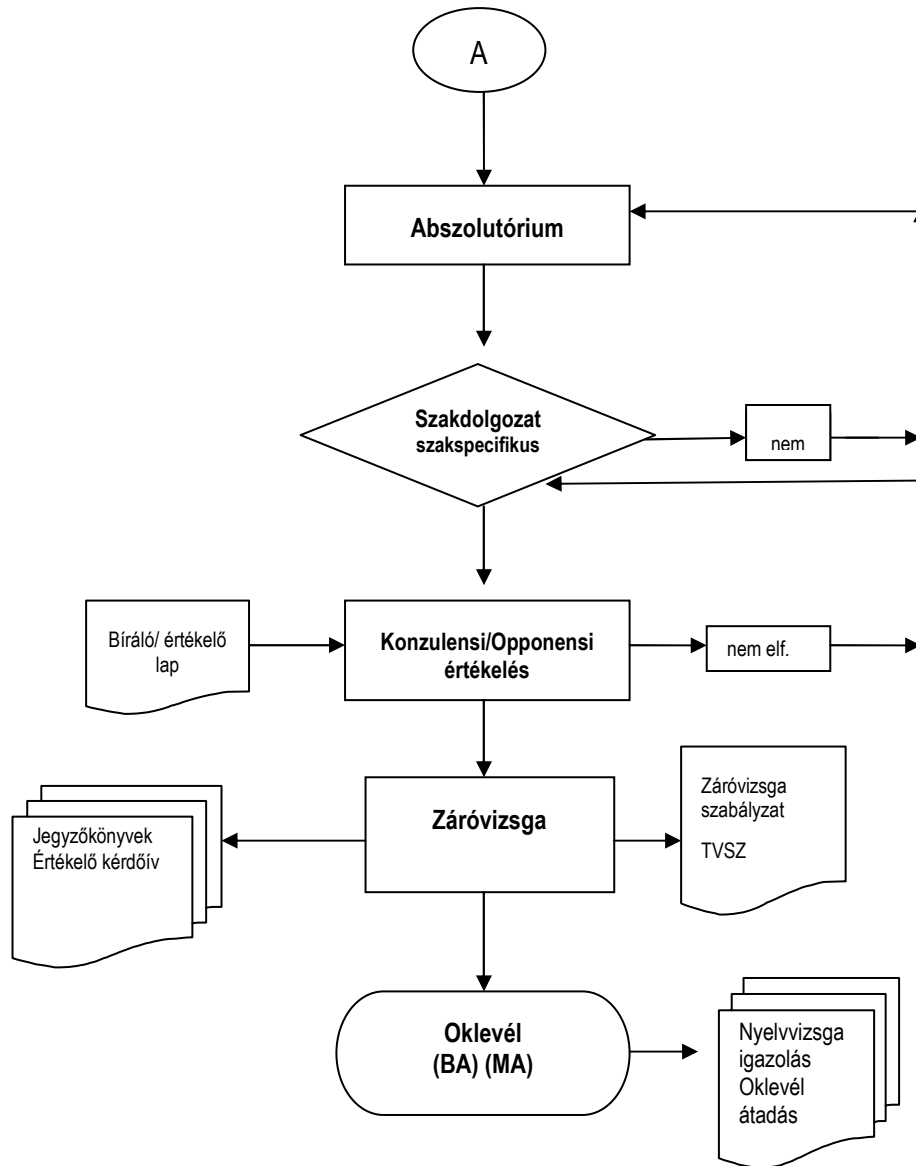 A
Abszolutórium
Szakdolgozat
szakspecifikus
nem
Bíráló/ értékelő
lap
Konzulensi/Opponensi
értékelés
nem elf.
Jegyzőkönyvek
Értékelő kérdőív
Záróvizsga
Záróvizsga
szabályzat
TVSZ
Oklevél
(BA) (MA)
Nyelvvizsga
igazolás
Oklevél
átadás